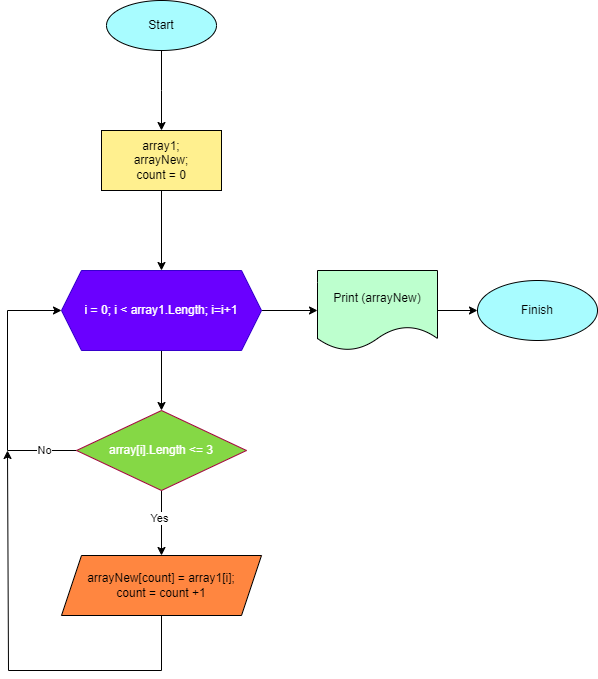 Start
array1;
arrayNew;
count = 0
i = 0; i < array1.Length; i=i+1
Print (arrayNew)
Finish
array[i].Length <= 3
No
Yes
arrayNew[count] = array1[i];
count = count +1